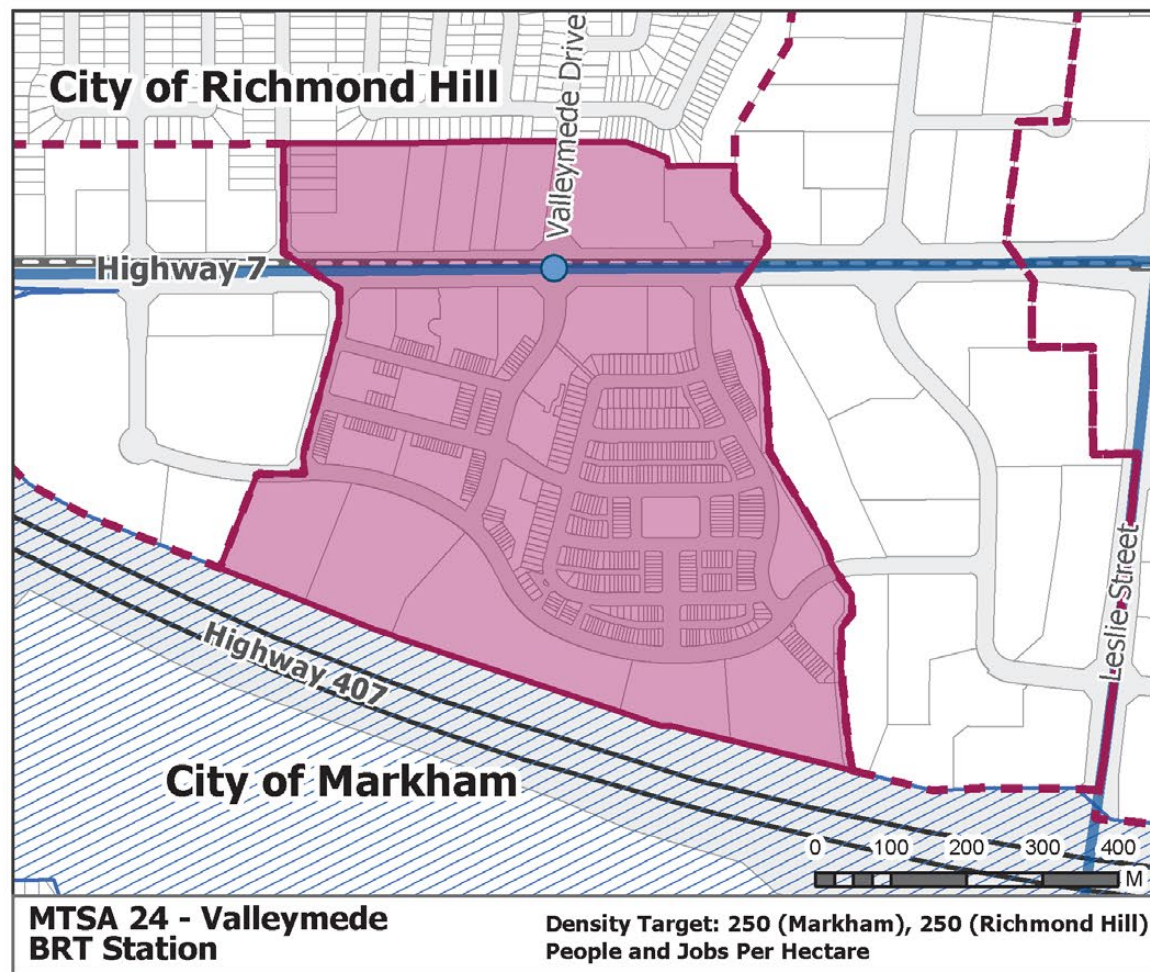 City of Richmond Hill
Valleymede Drive
Highway 7
Leslie Street
Highway 407
City of Markham
0 100 200 300 400
M
MTSA 24 - Valleymede
BRT Station
Density Target: 250 (Markham), 250 (Richmond Hill)
People and Jobs Per Hectare